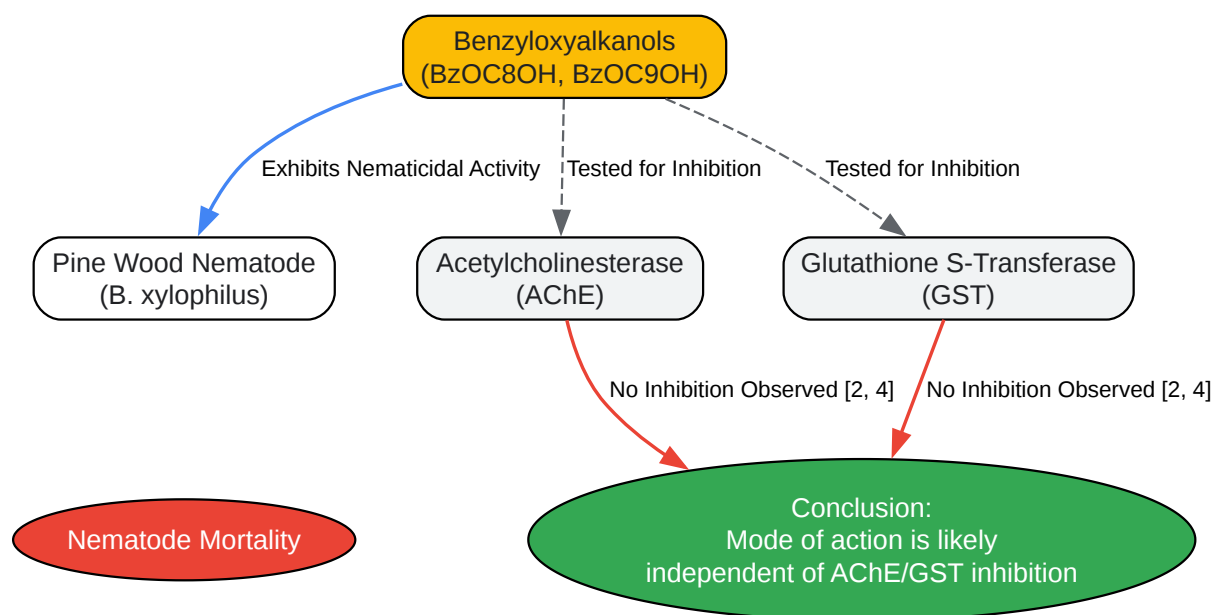 Benzyloxyalkanols
(BzOC8OH, BzOC9OH)
Exhibits Nematicidal Activity
Tested for Inhibition
Tested for Inhibition
Pine Wood Nematode
(B. xylophilus)
Acetylcholinesterase
(AChE)
Glutathione S-Transferase
(GST)
No Inhibition Observed [2, 4]
No Inhibition Observed [2, 4]
Nematode Mortality
Conclusion:
Mode of action is likely
independent of AChE/GST inhibition